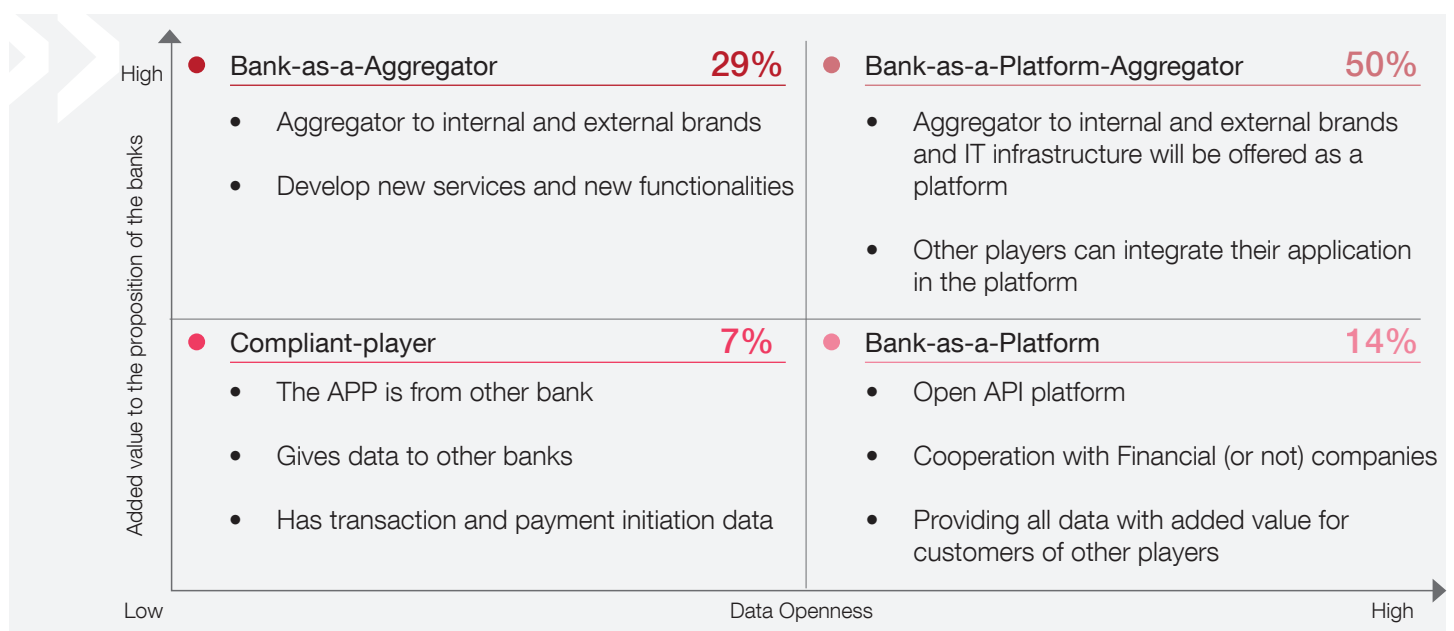 High
Added value to the proposition of the banks
Bank-as-a-Aggregator 29%
• Aggregator to internal and external brands
• Develop new services and new functionalities
Bank-as-a-Platform-Aggregator 50%
• Aggregator to internal and external brands
and IT infrastructure will be offered as a
platform
• Other players can integrate their application
in the platform
Compliant-player 7%
• The APP is from other bank
• Gives data to other banks
• Has transaction and payment initiation data
Bank-as-a-Platform 14%
• Open API platform
• Cooperation with Financial (or not) companies
• Providing all data with added value for
customers of other players
Low
Data Openness
High